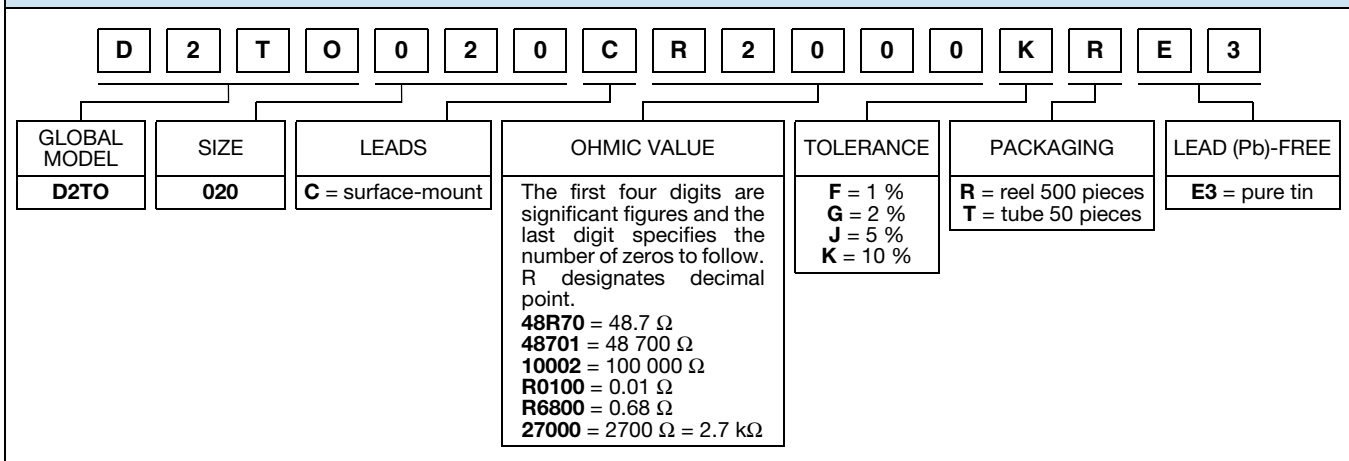 D 2 T O 0 2 0 C R 2 0 0 0 K R E 3
GLOBAL
MODEL
D2TO
SIZE
020
LEADS
C = surface-mount
OHMIC VALUE
The first four digits are
significant figures and the
last digit specifies the
number of zeros to follow.
R designates decimal
point.
48R70 = 48.7 Ω
48701 = 48 700 Ω
10002 = 100 000 Ω
R0100 = 0.01 Ω
R6800 = 0.68 Ω
27000 = 2700 Ω = 2.7 kΩ
TOLERANCE
F = 1 %
G = 2 %
J = 5 %
K = 10 %
PACKAGING
R = reel 500 pieces
T = tube 50 pieces
LEAD (Pb)-FREE
E3 = pure tin